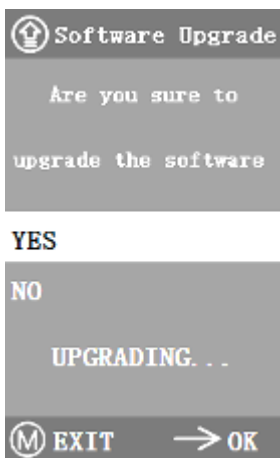 Software Upgrade
Are you sure to
upgrade the software
YES
NO
UPGRADING...
M EXIT → OK